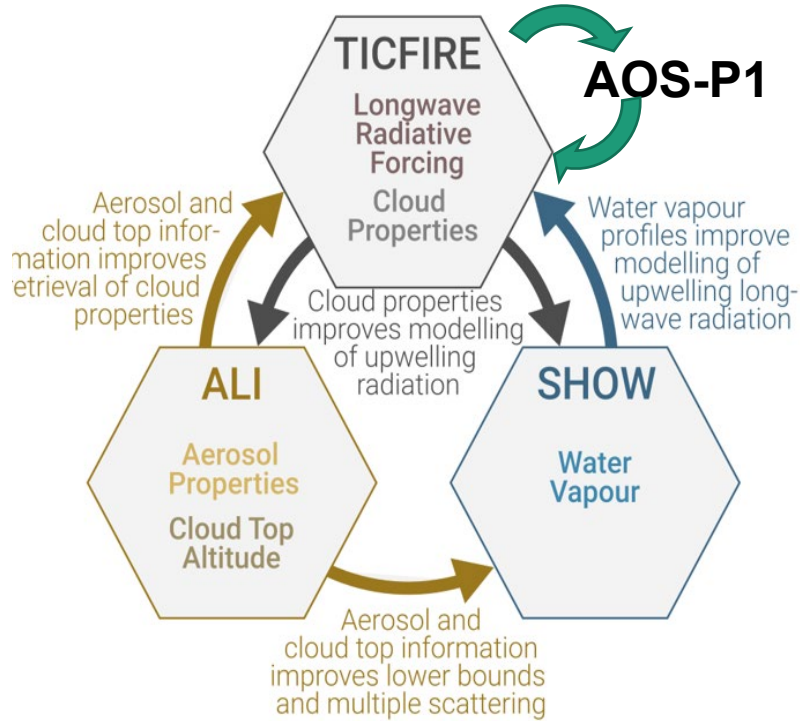 TICFIRE
AOS-P1
Longwave
Radiative
Forcing
Cloud
Properties
Aerosol and
cloud top infor-
mation improves
etrieval of cloud
properties
Water vapour
profiles improve
modelling of
upwelling long-
wave radiation
Cloud properties
improves modelling
of upwelling
radiation
ALI
Aerosol
Properties
Cloud Top
Altitude
SHOW
Water
Vapour
Aerosol and
cloud top information
improves lower bounds
and multiple scattering